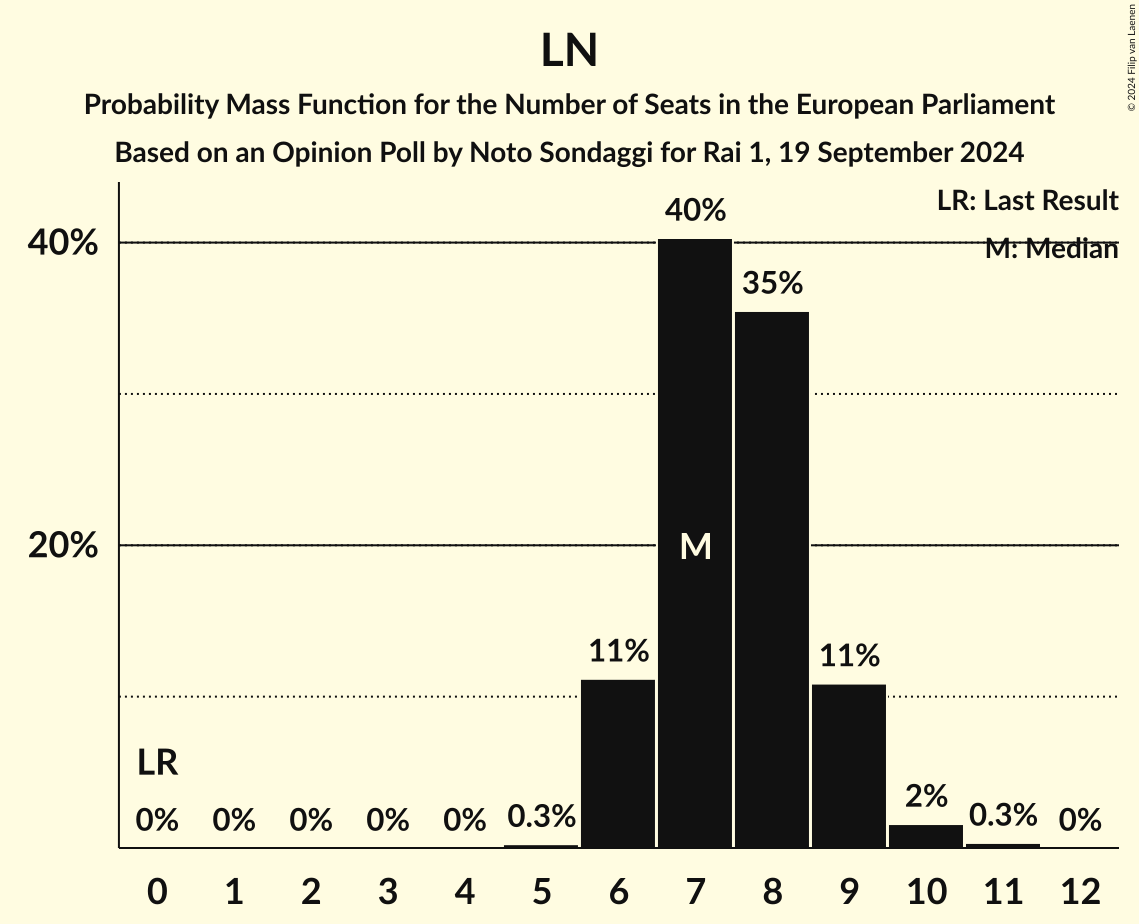 LN
Probability Mass Function for the Number of Seats in the European Parliament
Based on an Opinion Poll by Noto Sondaggi for Rai 1, 19 September 2024
© 2024 Filip van Laenen
LR: Last Result
M: Median
40%
20%
40%
35%
M
11%
11%
LR
0%
0%
0%
0%
0%
0.3%
2%
0.3%
0%
0 1 2 3 4 5 6 7 8 9 10 11 12